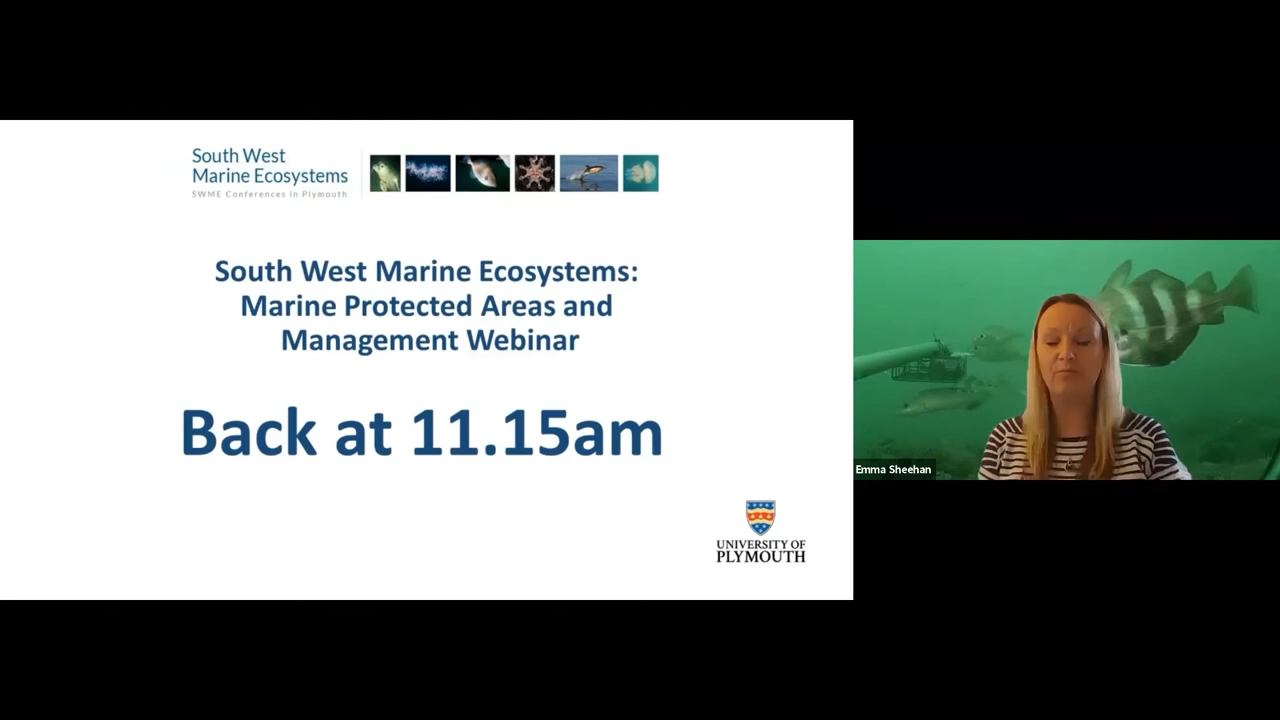 South West
Marine Ecosystems
SWME Conferences in Plymouth
South West Marine Ecosystems:
Marine Protected Areas and
Management Webinar
Back at 11.15am
UNIVERSITY OF
PLYMOUTH
Emma Sheehan